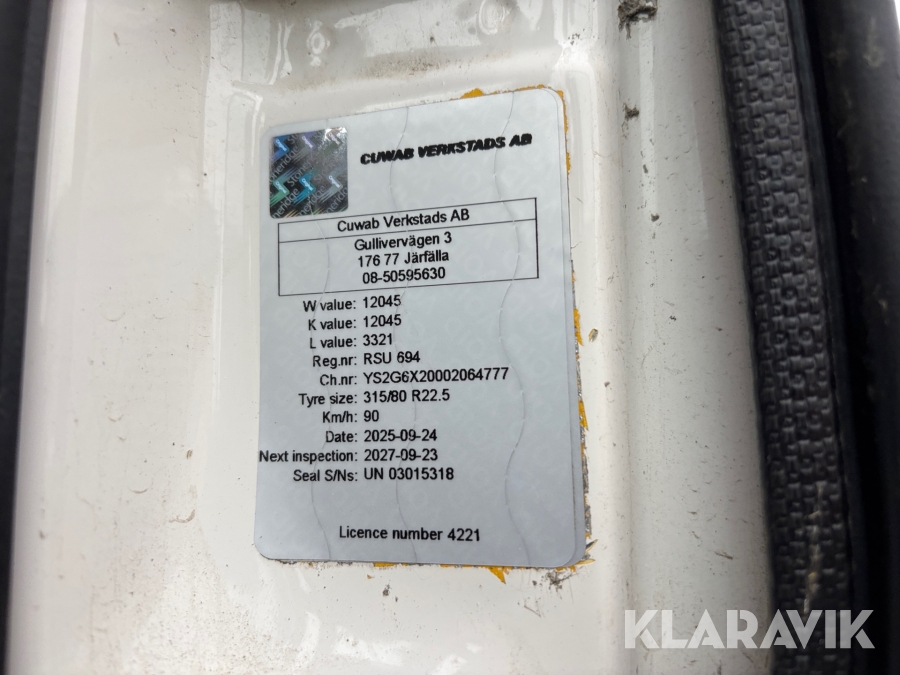 CUWAB VERKSTADS AB
Cuwab Verkstads AB
Gullivervägen 3
176 77 Järfälla
08-50595630
W value: 12045
K value: 12045
L value: 3321
Reg.nr: RSU 694
Ch.nr: YS2G6X20002064777
Tyre size: 315/80 R22.5
Km/h: 90
Date: 2025-09-24
Next inspection: 2027-09-23
Seal S/Ns: UN 03015318
Licence number 4221
KLARAVIK